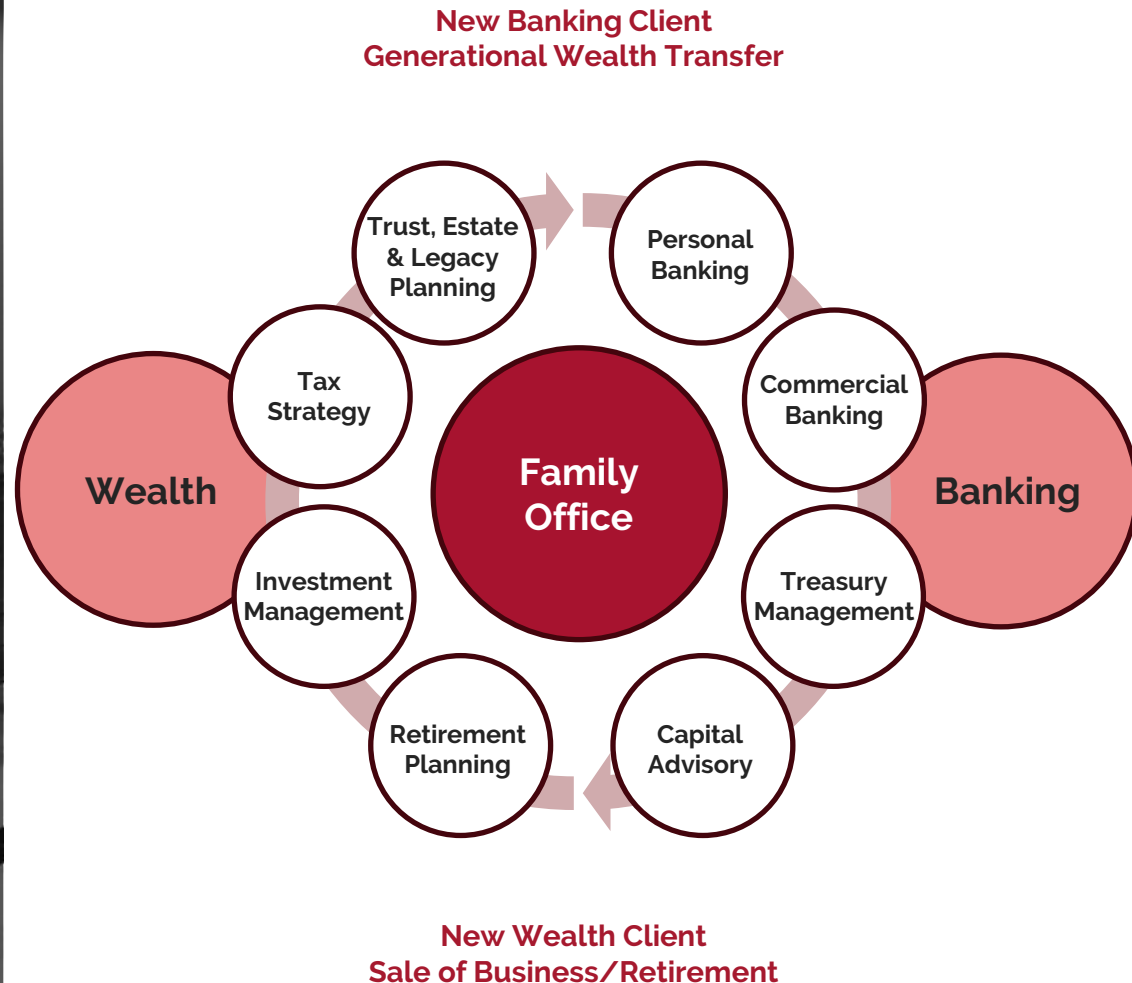 New Banking Client
Generational Wealth Transfer
Trust, Estate
& Legacy
Planning
Personal
Banking
Tax
Strategy
Commercial
Banking
Wealth
Family
Office
Banking
Investment
Management
Treasury
Management
Retirement
Planning
Capital
Advisory
New Wealth Client
Sale of Business/Retirement